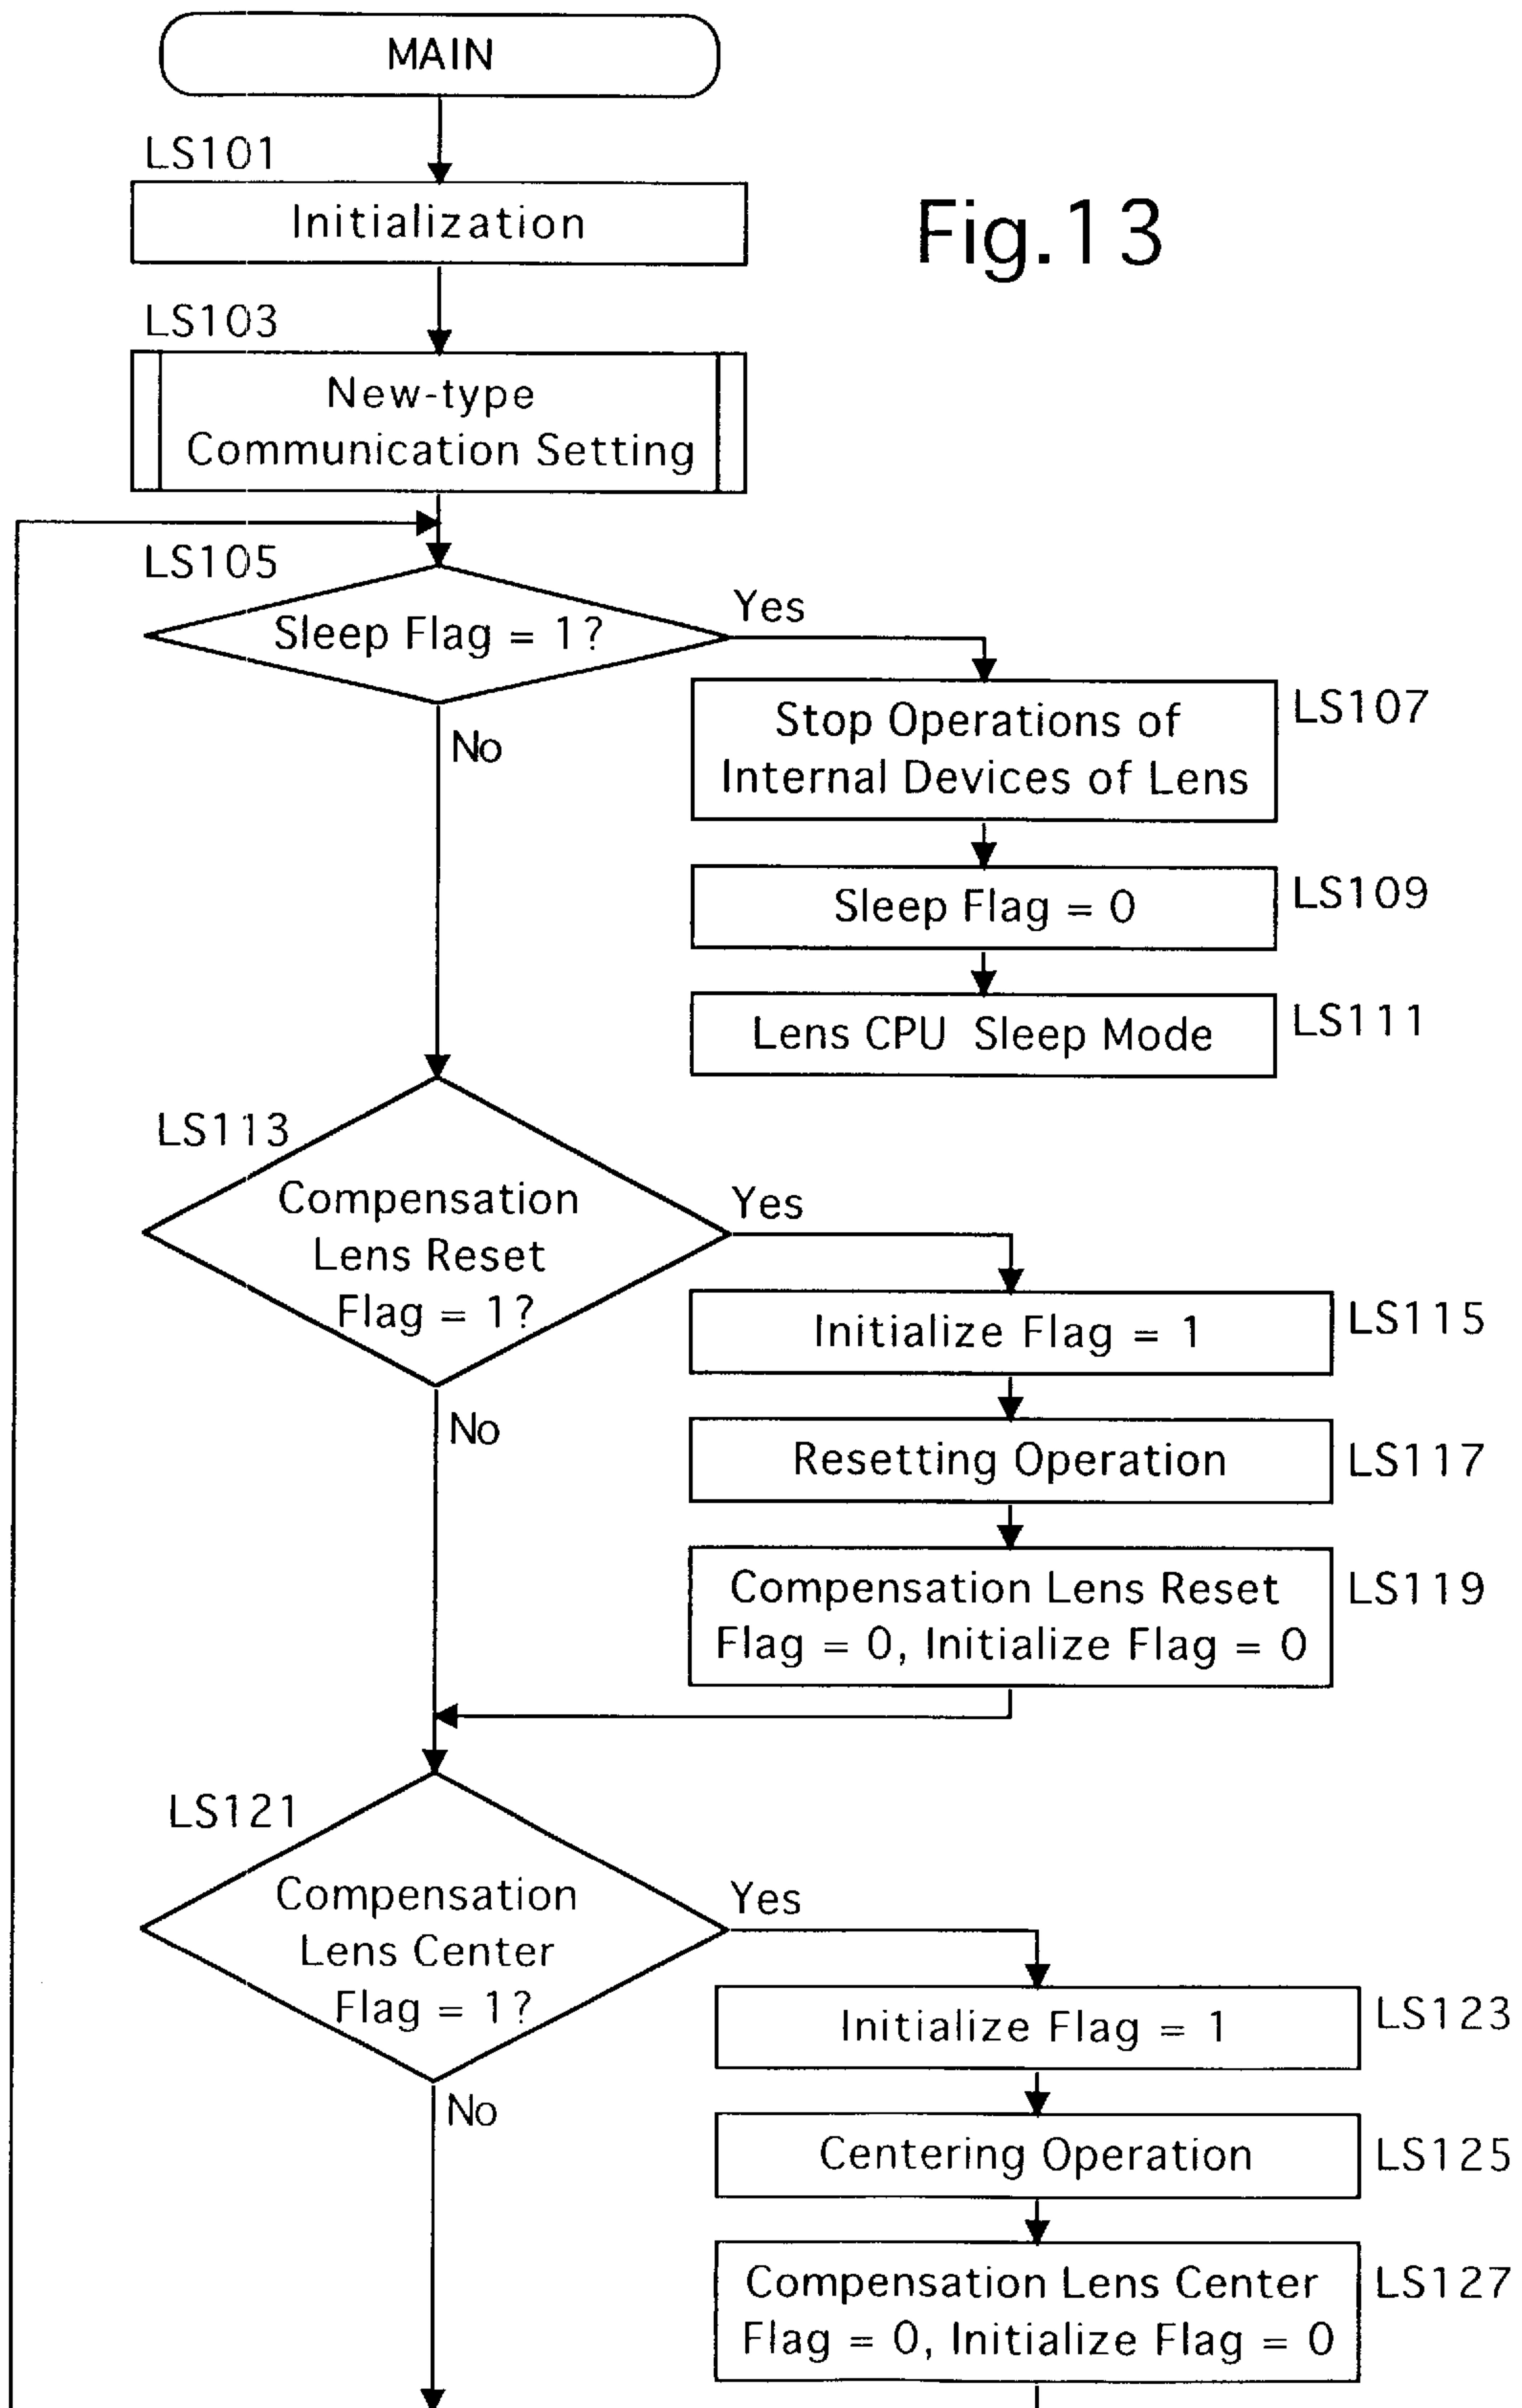 MAIN
LS101
Initialization
Fig.13
LS103
New-type
Communication Setting
LS105
Sleep Flag = 1?
Yes
No
Stop Operations of
Internal Devices of Lens
LS107
Sleep Flag = 0
LS109
Lens CPU Sleep Mode
LS111
LS113
Compensation
Lens Reset
Flag = 1?
Yes
No
Initialize Flag = 1
LS115
Resetting Operation
LS117
Compensation Lens Reset
Flag = 0, Initialize Flag = 0
LS119
LS121
Compensation
Lens Center
Flag = 1?
Yes
No
Initialize Flag = 1
LS123
Centering Operation
LS125
Compensation Lens Center
Flag = 0, Initialize Flag = 0
LS127